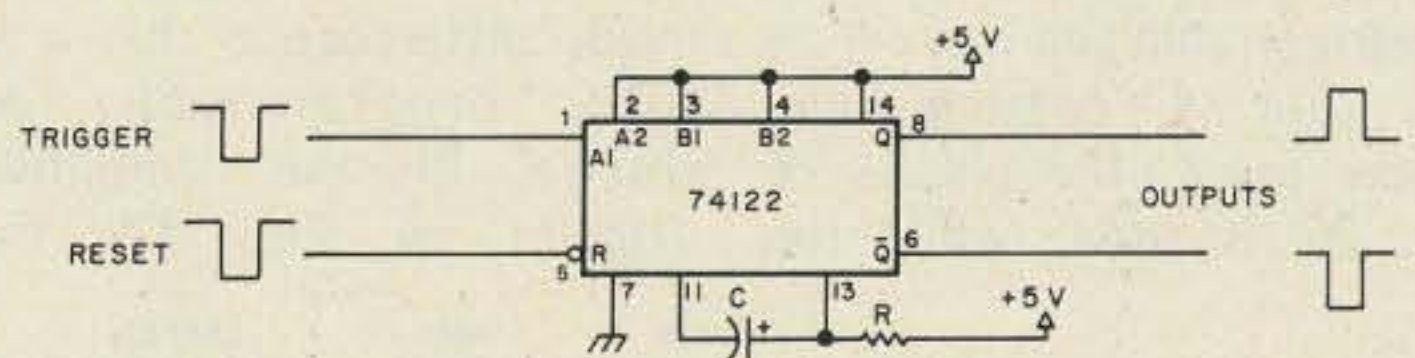 +5 V
2 3 4 14
TRIGGER 1 A1 A2 B1 B2 Q 8
74122 OUTPUTS
RESET 5 R Q̅ 6
7 11 C + 13 R +5 V